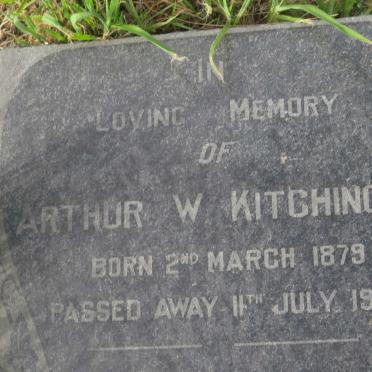 IN
LOVING MEMORY
OF
ARTHUR W KITCHING
BORN 2ND MARCH 1879
PASSED AWAY 11TH JULY 19